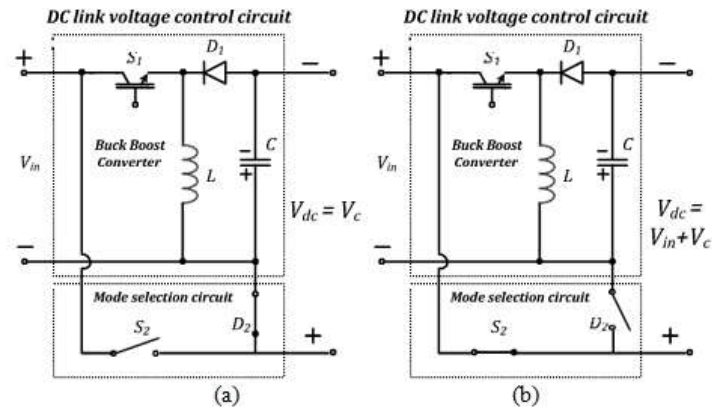 DC link voltage control circuit
+ S1 D1 −
Vin
Buck Boost
Converter
L
- C
+
Vdc = Vc
−
Mode selection circuit
S2
D2
+
(a)
DC link voltage control circuit
+ S1 D1 −
Vin
Buck Boost
Converter
L
- C
+
Vdc =
Vin+Vc
−
Mode selection circuit
S2
D2
+
(b)